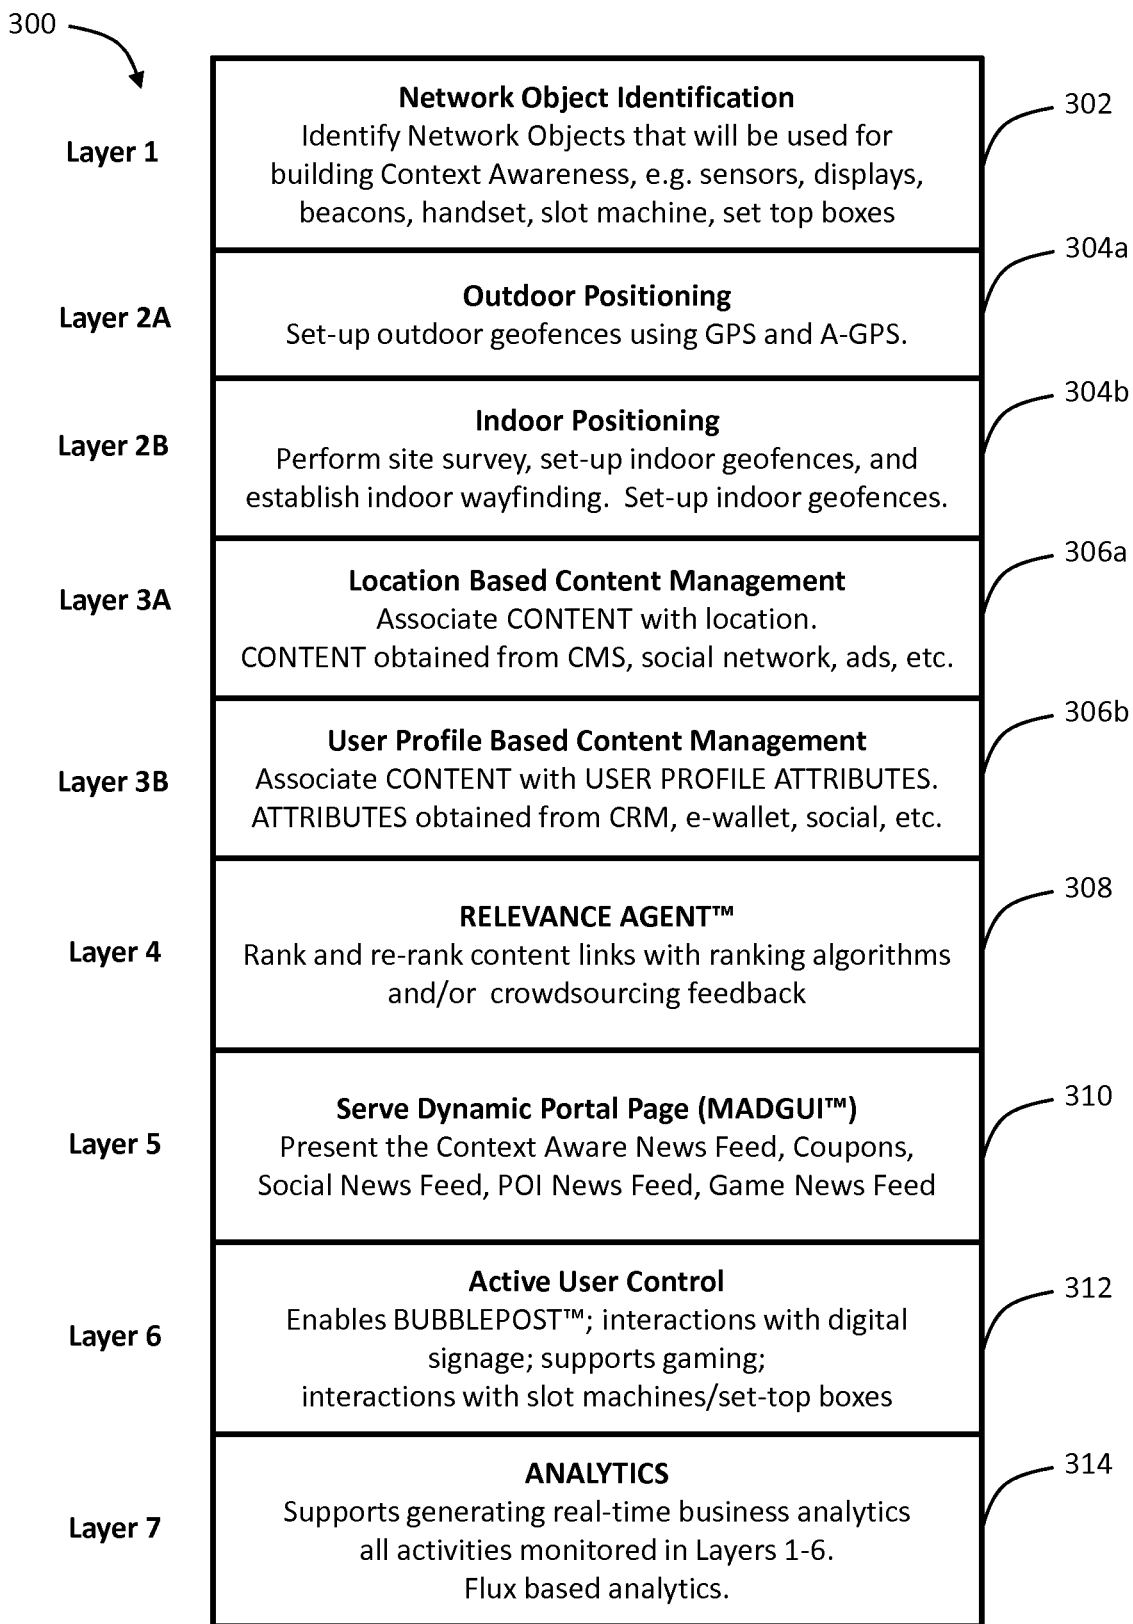 300
Layer 1
Network Object Identification
Identify Network Objects that will be used for
building Context Awareness, e.g. sensors, displays,
beacons, handset, slot machine, set top boxes
302
Layer 2A
Outdoor Positioning
Set-up outdoor geofences using GPS and A-GPS.
304a
Layer 2B
Indoor Positioning
Perform site survey, set-up indoor geofences, and
establish indoor wayfinding.  Set-up indoor geofences.
304b
Layer 3A
Location Based Content Management
Associate CONTENT with location.
CONTENT obtained from CMS, social network, ads, etc.
306a
Layer 3B
User Profile Based Content Management
Associate CONTENT with USER PROFILE ATTRIBUTES.
ATTRIBUTES obtained from CRM, e-wallet, social, etc.
306b
Layer 4
RELEVANCE AGENT™
Rank and re-rank content links with ranking algorithms
and/or  crowdsourcing feedback
308
Layer 5
Serve Dynamic Portal Page (MADGUI™)
Present the Context Aware News Feed, Coupons,
Social News Feed, POI News Feed, Game News Feed
310
Layer 6
Active User Control
Enables BUBBLEPOST™; interactions with digital
signage; supports gaming;
interactions with slot machines/set-top boxes
312
Layer 7
ANALYTICS
Supports generating real-time business analytics
all activities monitored in Layers 1-6.
Flux based analytics.
314